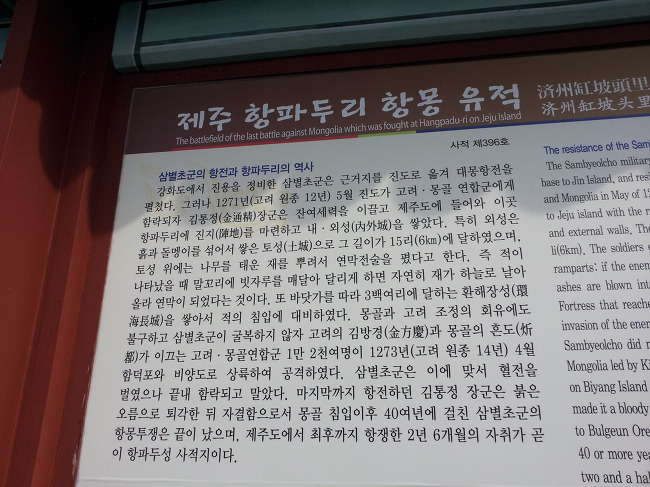 제주 항파두리 항몽 유적
済州缸坡頭里
济州缸坡头里
The battlefield of the last battle against Mongolia which was fought at Hangpadu-ri on Jeju Island
사적 제396호
삼별초군의 항전과 항파두리의 역사
강화도에서 진용을 정비한 삼별초군은 근거지를 진도로 옮겨 대몽항전을
펼쳤다. 그러나 1271년(고려 원종 12년) 5월 진도가 고려·몽골 연합군에게
함락되자 김통정(金通精)장군은 잔여세력을 이끌고 제주도에 들어와 이곳
항파두리에 진지(陣地)를 마련하고 내·외성(內外城)을 쌓았다. 특히 외성은
흙과 돌멩이를 섞어서 쌓은 토성(土城)으로 그 길이가 15리(6km)에 달하였으며,
토성 위에는 나무를 태운 재를 뿌려서 연막전술을 폈다고 한다. 즉 적이
나타났을 때 말꼬리에 빗자루를 매달아 달리게 하면 자연히 재가 하늘로 날아
올라 연막이 되었다는 것이다. 또 바닷가를 따라 3백여리에 달하는 환해장성(環
海長城)을 쌓아서 적의 침입에 대비하였다. 몽골과 고려 조정의 회유에도
불구하고 삼별초군이 굴복하지 않자 고려의 김방경(金方慶)과 몽골의 흔도(炘
都)가 이끄는 고려·몽골연합군 1만 2천여명이 1273년(고려 원종 14년) 4월
함덕포와 비양도로 상륙하여 공격하였다. 삼별초군은 이에 맞서 혈전을
벌였으나 끝내 함락되고 말았다. 마지막까지 항전하던 김통정 장군은 붉은
오름으로 퇴각한 뒤 자결함으로서 몽골 침입이후 40여년에 걸친 삼별초군의
항몽투쟁은 끝이 났으며, 제주도에서 최후까지 항쟁한 2년 6개월의 자취가 곧
이 항파두성 사적지이다.
The resistance of the Sam
The Sambyeolcho military
base to Jin Island, and resi
and Mongolia in May of 12
to Jeju island with the r
and external walls. The
li(6km). The soldiers
ramparts: if the enem
ashes are blown int
Fortress that reache
invasion of the ener
Sambyeolcho did n
Mongolia led by Ki
on Biyang Island
made it a bloody
to Bulgeun Ore
40 or more yea
two and a hal